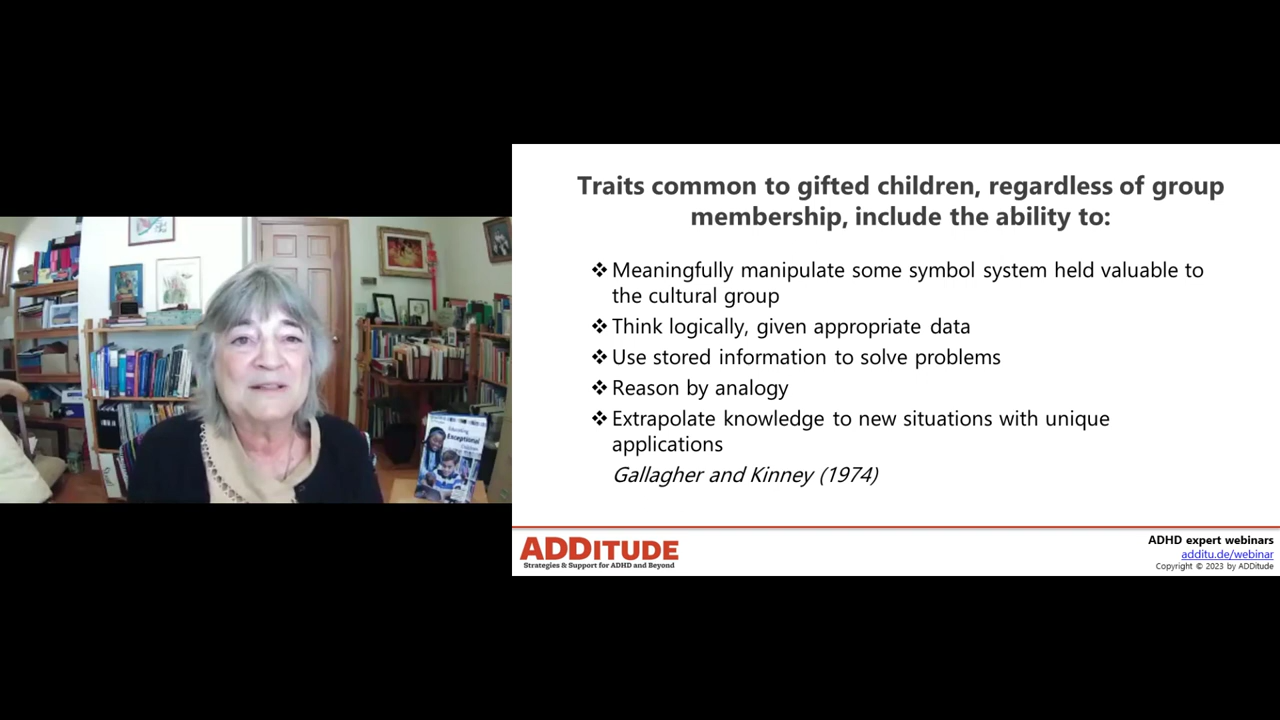 Traits common to gifted children, regardless of group
membership, include the ability to:
❖ Meaningfully manipulate some symbol system held valuable to
the cultural group
❖ Think logically, given appropriate data
❖ Use stored information to solve problems
❖ Reason by analogy
❖ Extrapolate knowledge to new situations with unique
applications
Gallagher and Kinney (1974)
ADDITUDE
Strategies & Support for ADHD and Beyond
ADHD expert webinars
additu.de/webinar
Copyright © 2023 by ADDitude
Educating
Exceptional
Children